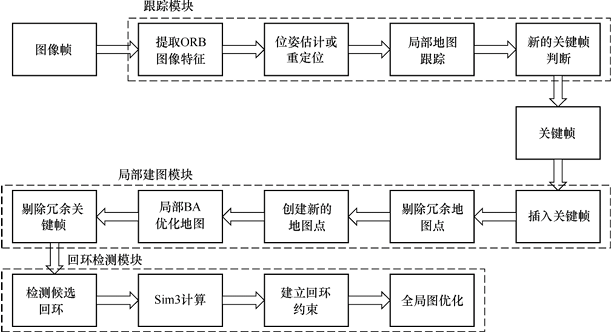 跟踪模块
图像帧
提取ORB
图像特征
位姿估计或
重定位
局部地图
跟踪
新的关键帧
判断
关键帧
局部建图模块
剔除冗余关
键帧
局部BA
优化地图
创建新的
地图点
剔除冗余地
图点
插入关键帧
回环检测模块
检测候选
回环
Sim3计算
建立回环
约束
全局图优化